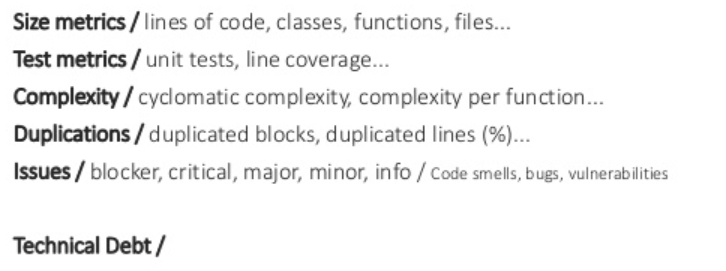 Size metrics / lines of code, classes, functions, files...
Test metrics / unit tests, line coverage...
Complexity / cyclomatic complexity, complexity per function...
Duplications / duplicated blocks, duplicated lines (%)...
Issues / blocker, critical, major, minor, info / Code smells, bugs, vulnerabilities
Technical Debt /